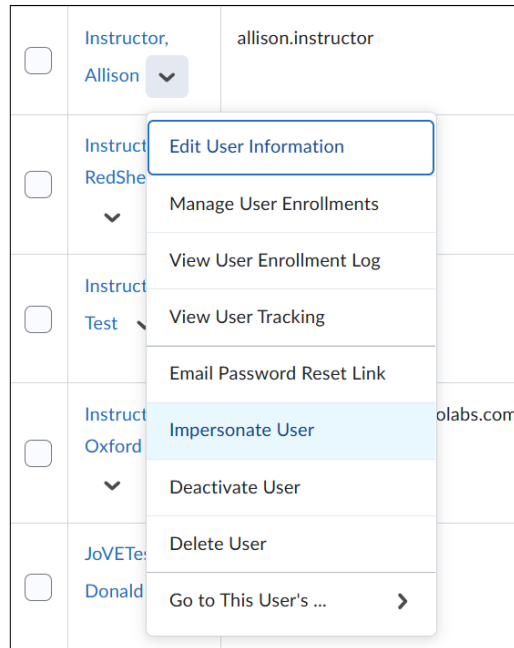 Instructor, allison.instructor
Allison
Instruct
Edit User Information
RedShe
Manage User Enrollments
View User Enrollment Log
Instruct
View User Tracking
Test
Email Password Reset Link
Instruct olabs.com
Impersonate User
Oxford
Deactivate User
Delete User
JoVETes
Donald
Go to This User's ...